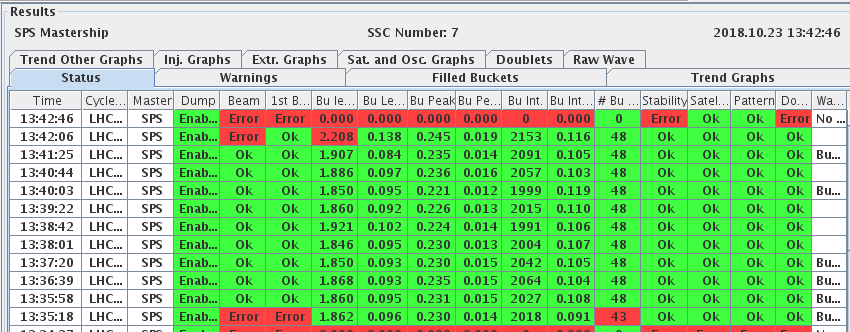 Results
SPS Mastership SSC Number: 7 2018.10.23 13:42:46
Trend Other Graphs Inj. Graphs Extr. Graphs Sat. and Osc. Graphs Doublets Raw Wave
Status Warnings Filled Buckets Trend Graphs
Time Cycle... Master Dump Beam 1st B... Bu le... Bu Le... Bu Peak Bu Pe... Bu Int. Bu Int... # Bu ... Stability Satel... Pattern Do... Wa...
13:42:46 LHC... SPS Enab... Error Error 0.000 0.000 0.000 0.000 0 0.000 0 Error Ok Ok Error No ...
13:42:06 LHC... SPS Enab... Error Ok 2.208 0.138 0.245 0.019 2153 0.116 48 Ok Ok Ok Ok
13:41:25 LHC... SPS Enab... Ok Ok 1.907 0.084 0.235 0.014 2091 0.105 48 Ok Ok Ok Ok Bu...
13:40:44 LHC... SPS Enab... Ok Ok 1.886 0.097 0.236 0.016 2057 0.103 48 Ok Ok Ok Ok
13:40:03 LHC... SPS Enab... Ok Ok 1.850 0.095 0.221 0.012 1999 0.119 48 Ok Ok Ok Ok Bu...
13:39:22 LHC... SPS Enab... Ok Ok 1.860 0.092 0.226 0.013 2015 0.110 48 Ok Ok Ok Ok
13:38:42 LHC... SPS Enab... Ok Ok 1.921 0.102 0.224 0.014 1991 0.106 48 Ok Ok Ok Ok
13:38:01 LHC... SPS Enab... Ok Ok 1.846 0.095 0.230 0.013 2004 0.107 48 Ok Ok Ok Ok
13:37:20 LHC... SPS Enab... Ok Ok 1.850 0.093 0.230 0.015 2042 0.105 48 Ok Ok Ok Ok Bu...
13:36:39 LHC... SPS Enab... Ok Ok 1.868 0.093 0.235 0.015 2064 0.104 48 Ok Ok Ok Ok Bu...
13:35:58 LHC... SPS Enab... Ok Ok 1.860 0.095 0.231 0.015 2027 0.108 48 Ok Ok Ok Ok Bu...
13:35:18 LHC... SPS Enab... Error Error 1.862 0.096 0.230 0.014 2018 0.091 43 Ok Ok Ok Ok Bu...